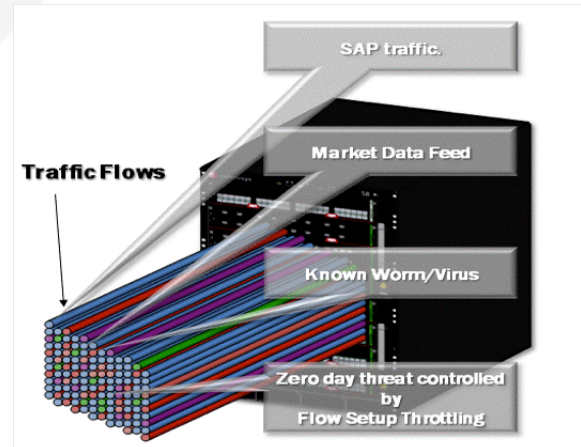 SAP traffic.
Market Data Feed
Traffic Flows
Known Worm/Virus
Zero day threat controlled
by
Flow Setup Throttling